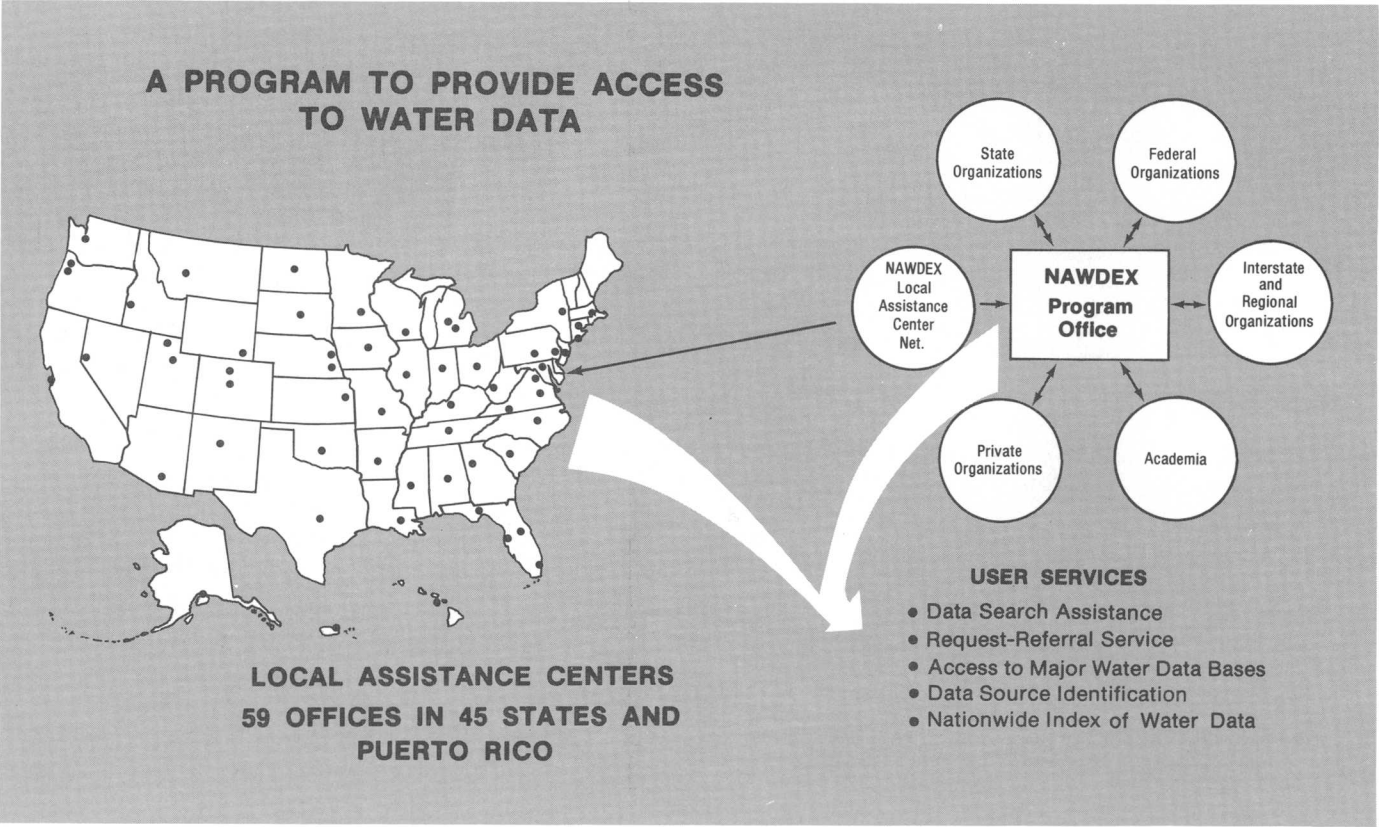 A PROGRAM TO PROVIDE ACCESS
TO WATER DATA
State
Organizations
Federal
Organizations
NAWDEX
Local
Assistance
Center
Net.
NAWDEX
Program
Office
Interstate
and
Regional
Organizations
Private
Organizations
Academia
LOCAL ASSISTANCE CENTERS
59 OFFICES IN 45 STATES AND
PUERTO RICO
USER SERVICES
• Data Search Assistance
• Request-Referral Service
• Access to Major Water Data Bases
• Data Source Identification
• Nationwide Index of Water Data